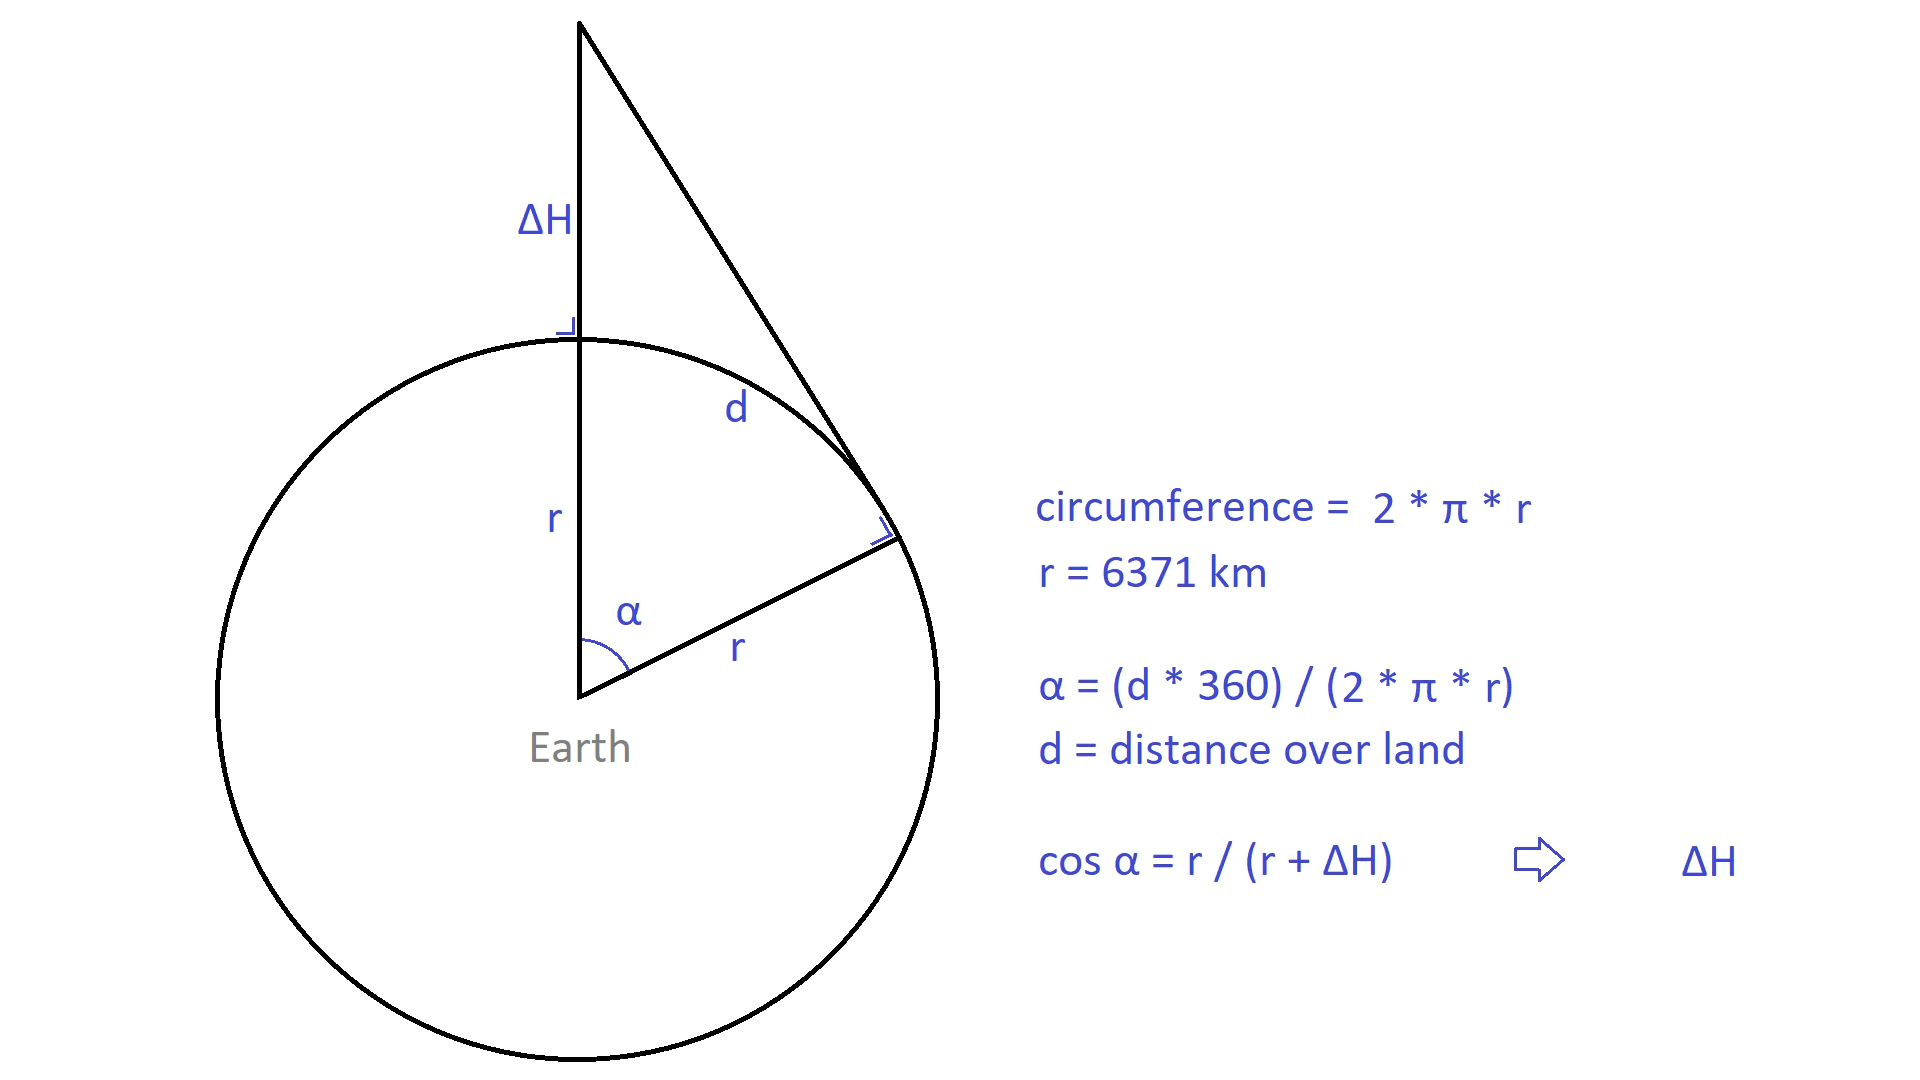 ΔH
d
r
α
r
Earth
circumference = 2 * π * r
r = 6371 km
α = (d * 360) / (2 * π * r)
d = distance over land
cos α = r / (r + ΔH) ⇨ ΔH